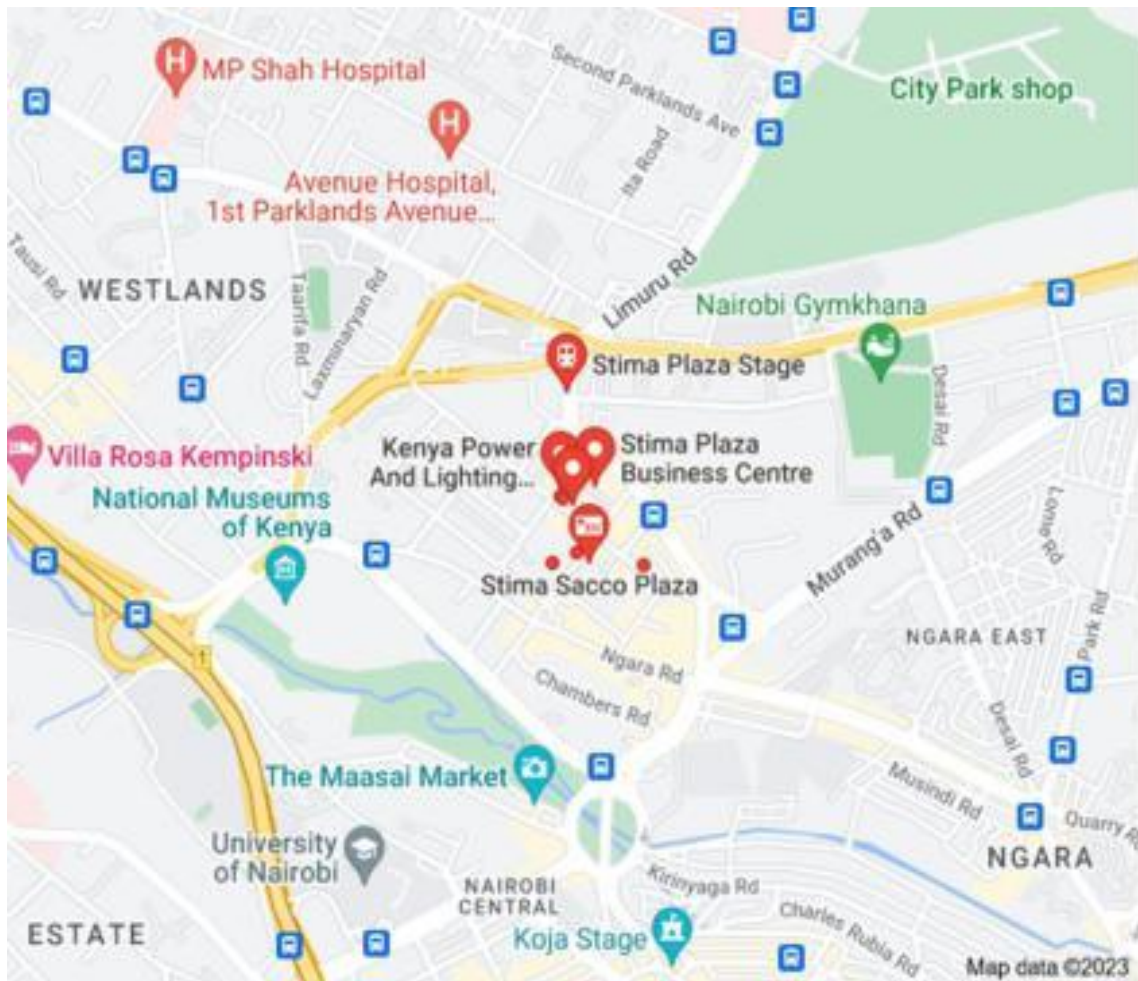 MP Shah Hospital
Second Parklands Ave
City Park shop
Avenue Hospital,
1st Parklands Avenue...
Ita Road
Tausi Rd
WESTLANDS
Taarifa Rd
Laxminaryan Rd
Limuru Rd
Nairobi Gymkhana
Stima Plaza Stage
Desai Rd
Villa Rosa Kempinski
Kenya Power
And Lighting...
Stima Plaza
Business Centre
National Museums
of Kenya
Lome Rd
Murang'a Rd
Stima Sacco Plaza
NGARA EAST
Park Rd
Ngara Rd
Chambers Rd
Desai Rd
The Maasai Market
Musindi Rd
Quarry R
University
of Nairobi
NGARA
NAIROBI
CENTRAL
Kirinyaga Rd
ESTATE
Koja Stage
Charles Rubia Rd
Map data ©2023